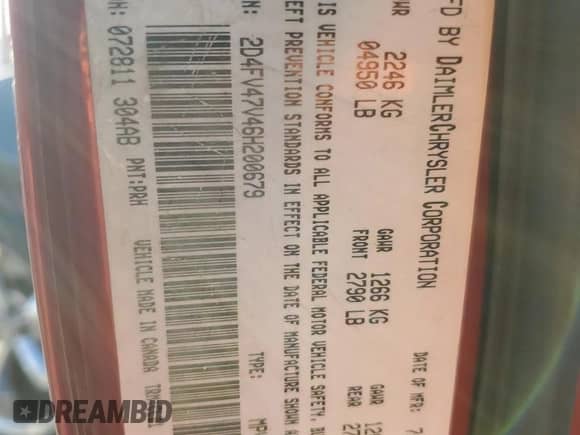 FD BY DAIMLERCHRYSLER CORPORATION
DATE OF MFR: 7
2246 KG
04950 LB
GAWR 1266 KG
FRONT 2790 LB
REAR
IS VEHICLE CONFORMS TO ALL APPLICABLE FEDERAL MOTOR VEHICLE SAFETY,
EFT PREVENTION STANDARDS IN EFFECT ON THE DATE OF MANUFACTURE SHOWN
2D4FV47V46H200679
TYPE:
H: 072811 304AB PNT:PRH
VEHICLE MADE IN CANADA
DREAMBID